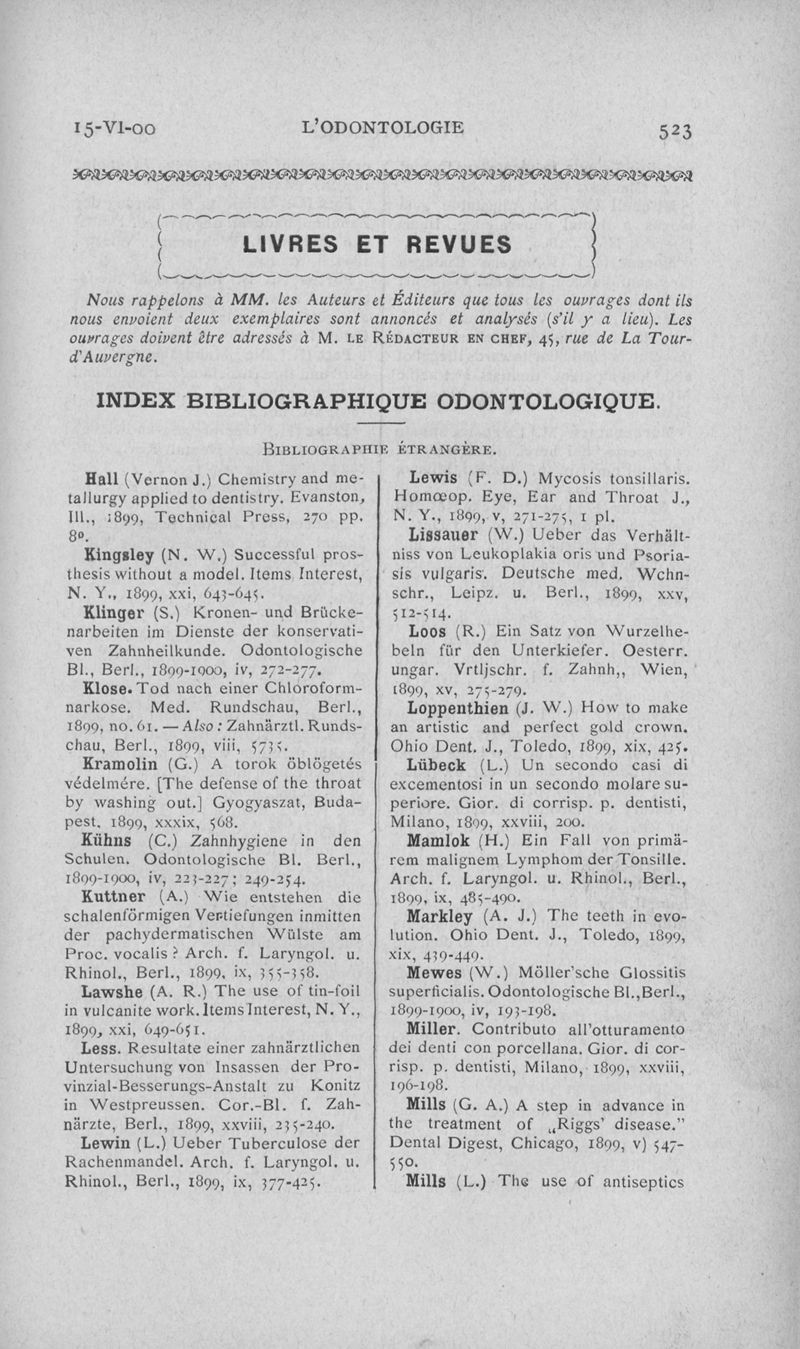 15-VI-00 L'ODONTOLOGIE 523
LIVRES ET REVUES
Nous rappelons à MM. les Auteurs et Éditeurs que tous les ouvrages dont ils
nous envoient deux exemplaires sont annoncés et analysés (s'il y a lieu). Les
ouvrages doivent être adressés à M. LE RÉDACTEUR EN CHEF, 45, rue de La Tour-
d'Auvergne.
INDEX BIBLIOGRAPHIQUE ODONTOLOGIQUE.
BIBLIOGRAPHIE ÉTRANGÈRE.
Hall (Vernon J.) Chemistry and me-
tallurgy applied to dentistry. Evanston,
Ill., 1899, Technical Press, 270 pp.
8º.
Kingsley (N. W.) Successful pros-
thesis without a model. Items Interest,
N. Y., 1899, xxi, 643-645.
Klinger (S.) Kronen- und Brücke-
narbeiten im Dienste der konservati-
ven Zahnheilkunde. Odontologische
Bl., Berl., 1899-1900, iv, 272-277.
Klose. Tod nach einer Chloroform-
narkose. Med. Rundschau, Berl.,
1899, no. 61. — Also : Zahnärztl. Runds-
chau, Berl., 1899, viii, 5735.
Kramolin (G.) A torok öblögetés
védelmére. [The defense of the throat
by washing out.] Gyogyaszat, Buda-
pest, 1899, xxxix, 568.
Kühns (C.) Zahnhygiene in den
Schulen. Odontologische Bl. Berl.,
1899-1900, iv, 223-227; 249-254.
Kuttner (A.) Wie entstehen die
schalenförmigen Vertiefungen inmitten
der pachydermatischen Wülste am
Proc. vocalis ? Arch. f. Laryngol. u.
Rhinol., Berl., 1899, ix, 355-358.
Lawshe (A. R.) The use of tin-foil
in vulcanite work. Items Interest, N. Y.,
1899, xxi, 649-651.
Less. Resultate einer zahnärztlichen
Untersuchung von Insassen der Pro-
vinzial-Besserungs-Anstalt zu Konitz
in Westpreussen. Cor.-Bl. f. Zah-
närzte, Berl., 1899, xxviii, 235-240.
Lewin (L.) Ueber Tuberculose der
Rachenmandel. Arch. f. Laryngol. u.
Rhinol., Berl., 1899, ix, 377-425.
Lewis (F. D.) Mycosis tonsillaris.
Homœop. Eye, Ear and Throat J.,
N. Y., 1899, v, 271-275, 1 pl.
Lissauer (W.) Ueber das Verhält-
niss von Leukoplakia oris und Psoria-
sis vulgaris. Deutsche med. Wchn-
schr., Leipz. u. Berl., 1899, xxv,
512-514.
Loos (R.) Ein Satz von Wurzelhe-
beln für den Unterkiefer. Oesterr.
ungar. Vrtljschr. f. Zahnh,, Wien,
1899, xv, 275-279.
Loppenthien (J. W.) How to make
an artistic and perfect gold crown.
Ohio Dent. J., Toledo, 1899, xix, 425.
Lübeck (L.) Un secondo casi di
excementosi in un secondo molare su-
periore. Gior. di corrisp. p. dentisti,
Milano, 1899, xxviii, 200.
Mamlok (H.) Ein Fall von primä-
rem malignem Lymphom der Tonsille.
Arch. f. Laryngol. u. Rhinol., Berl.,
1899, ix, 485-490.
Markley (A. J.) The teeth in evo-
lution. Ohio Dent. J., Toledo, 1899,
xix, 439-449.
Mewes (W.) Möller'sche Glossitis
superficialis. Odontologische Bl., Berl.,
1899-1900, iv, 193-198.
Miller. Contributo all'otturamento
dei denti con porcellana. Gior. di cor-
risp. p. dentisti, Milano, 1899, xxviii,
196-198.
Mills (G. A.) A step in advance in
the treatment of „Riggs' disease."
Dental Digest, Chicago, 1899, v) 547-
550.
Mills (L.) The use of antiseptics